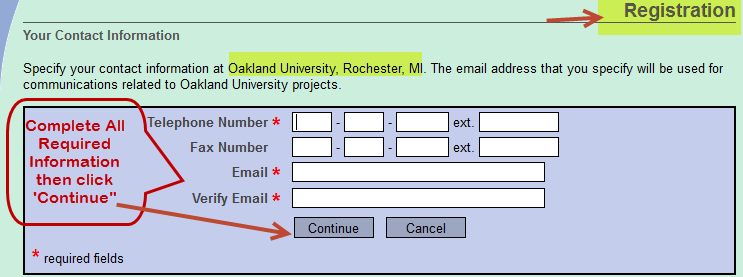 Registration
Your Contact Information
Specify your contact information at Oakland University, Rochester, MI. The email address that you specify will be used for
communications related to Oakland University projects.
Complete All
Required
Information
then click
'Continue"
Telephone Number * - - ext.
Fax Number - - ext.
Email *
Verify Email *
Continue Cancel
* required fields